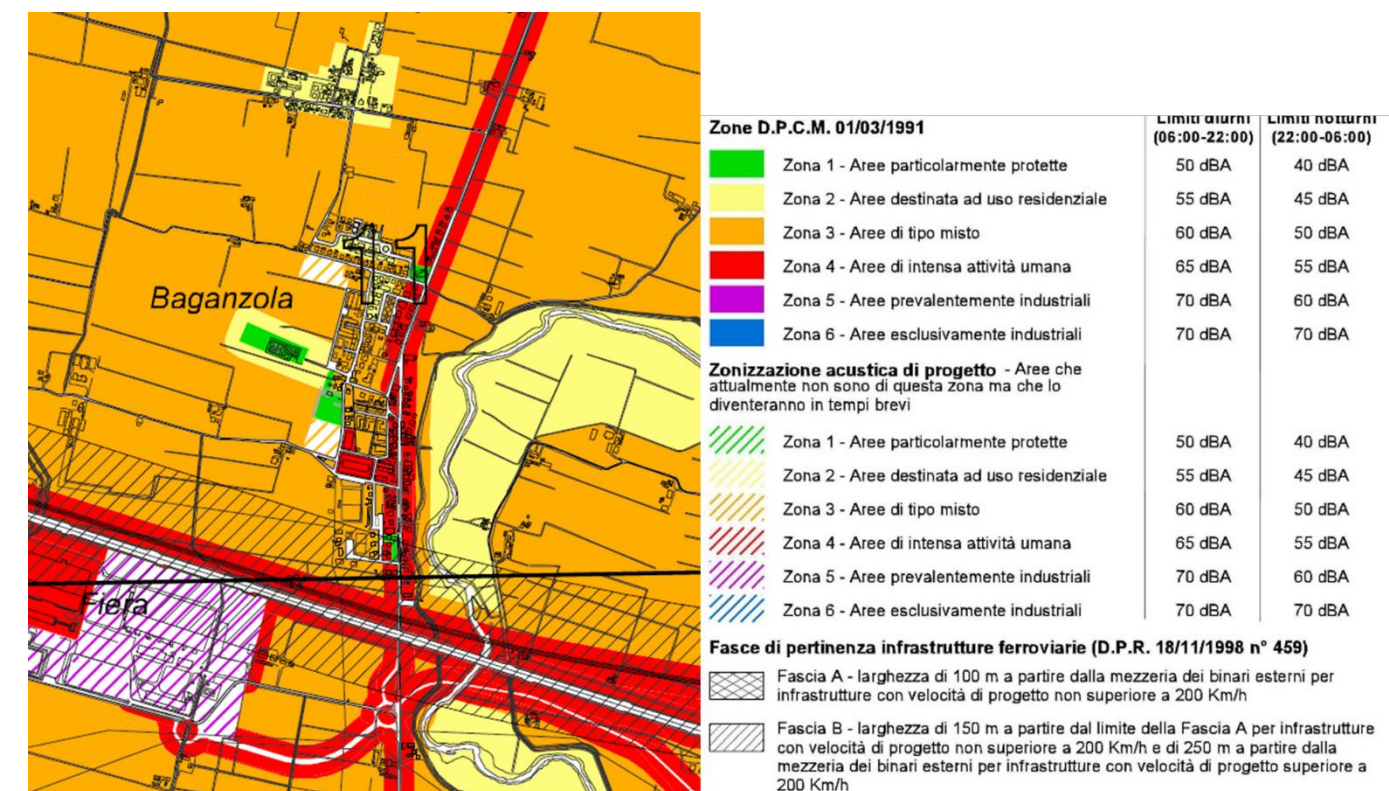 Baganzola
Fiera
Limiti diurni Limiti notturni
Zone D.P.C.M. 01/03/1991 (06:00-22:00) (22:00-06:00)
Zona 1 - Aree particolarmente protette 50 dBA 40 dBA
Zona 2 - Aree destinata ad uso residenziale 55 dBA 45 dBA
Zona 3 - Aree di tipo misto 60 dBA 50 dBA
Zona 4 - Aree di intensa attività umana 65 dBA 55 dBA
Zona 5 - Aree prevalentemente industriali 70 dBA 60 dBA
Zona 6 - Aree esclusivamente industriali 70 dBA 70 dBA
Zonizzazione acustica di progetto - Aree che
attualmente non sono di questa zona ma che lo
diventeranno in tempi brevi
Zona 1 - Aree particolarmente protette 50 dBA 40 dBA
Zona 2 - Aree destinata ad uso residenziale 55 dBA 45 dBA
Zona 3 - Aree di tipo misto 60 dBA 50 dBA
Zona 4 - Aree di intensa attività umana 65 dBA 55 dBA
Zona 5 - Aree prevalentemente industriali 70 dBA 60 dBA
Zona 6 - Aree esclusivamente industriali 70 dBA 70 dBA
Fasce di pertinenza infrastrutture ferroviarie (D.P.R. 18/11/1998 n° 459)
Fascia A - larghezza di 100 m a partire dalla mezzeria dei binari esterni per
infrastrutture con velocità di progetto non superiore a 200 Km/h
Fascia B - larghezza di 150 m a partire dal limite della Fascia A per infrastrutture
con velocità di progetto non superiore a 200 Km/h e di 250 m a partire dalla
mezzeria dei binari esterni per infrastrutture con velocità di progetto superiore a
200 Km/h